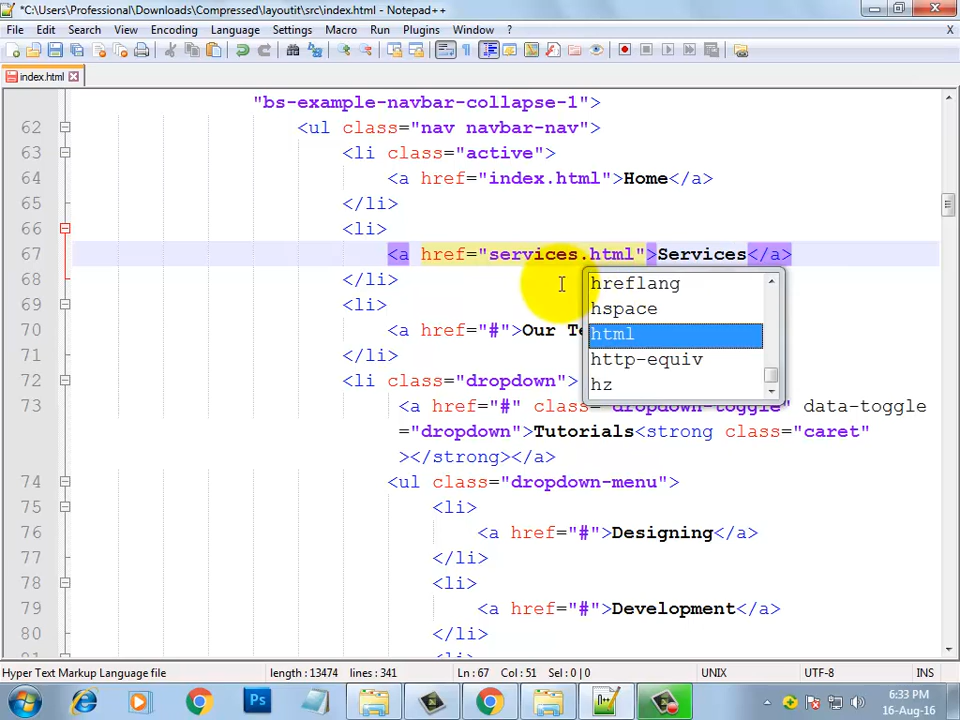 *C:\Users\Professional\Downloads\Compressed\layoutit\src\index.html - Notepad++
File Edit Search View Encoding Language Settings Macro Run Plugins Window ? X
index.html
"bs-example-navbar-collapse-1">
62 <ul class="nav navbar-nav">
63 <li class="active">
64 <a href="index.html">Home</a>
65 </li>
66 <li>
67 <a href="services.html">Services</a>
68 </li>
hreflang
hspace
html
http-equiv
hz
69 <li>
70 <a href="#">Our
71 </li>
72 <li class="dropdown">
73 <a href="#" class="dropdown-toggle" data-toggle
="dropdown">Tutorials<strong class="caret"
></strong></a>
74 <ul class="dropdown-menu">
75 <li>
76 <a href="#">Designing</a>
77 </li>
78 <li>
79 <a href="#">Development</a>
80 </li>
Hyper Text Markup Language file length : 13474 lines : 341 Ln : 67 Col : 51 Sel : 0 | 0 UNIX UTF-8 INS
Ps
6:33 PM
16-Aug-16